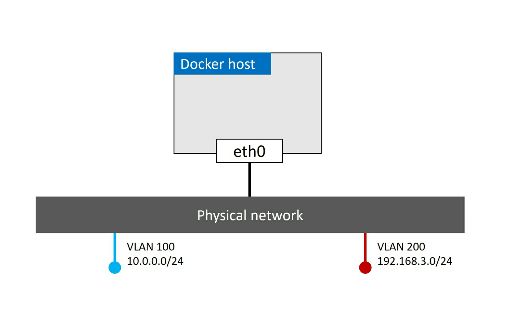 Docker host
eth0
Physical network
VLAN 100
10.0.0.0/24
VLAN 200
192.168.3.0/24